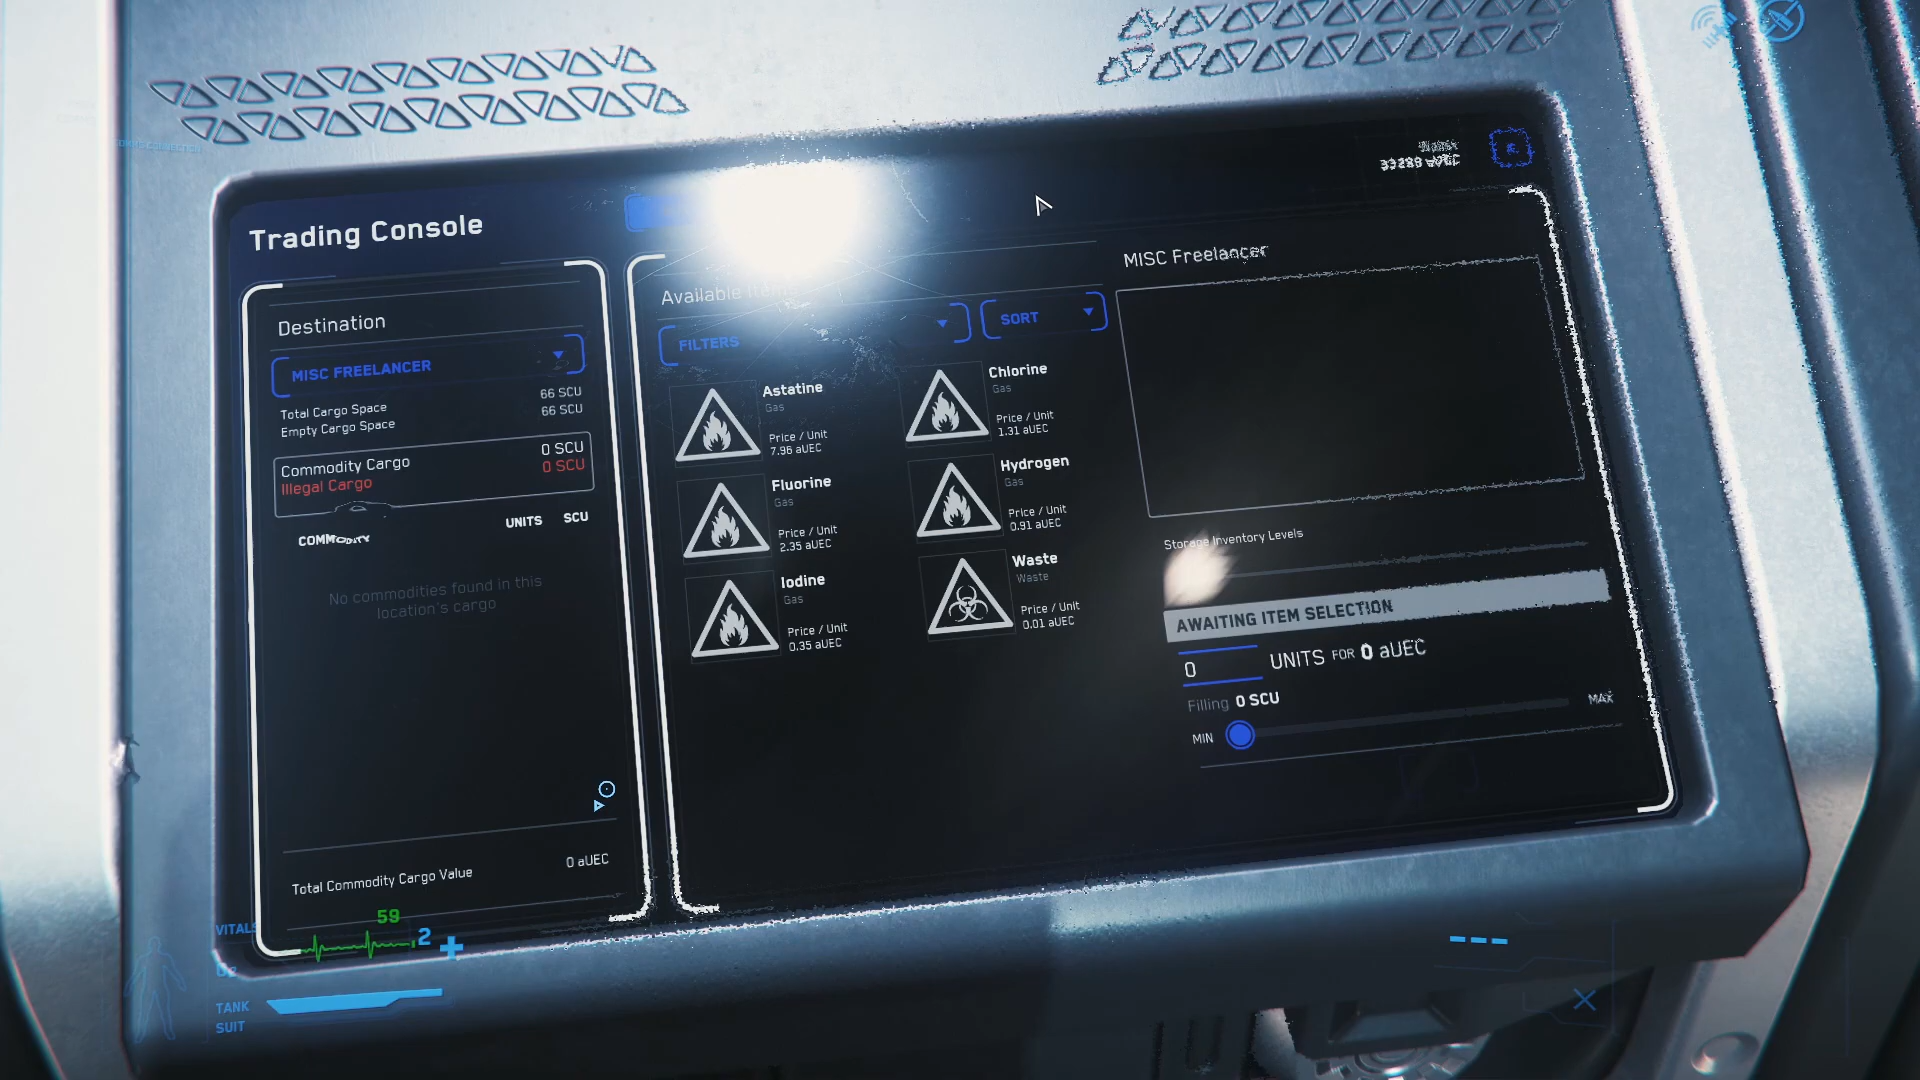 Trading Console
Destination
MISC FREELANCER
Total Cargo Space 66 SCU
Empty Cargo Space 66 SCU
Commodity Cargo 0 SCU
Illegal Cargo 0 SCU
COMMODITY UNITS SCU
No commodities found in this
location's cargo
Total Commodity Cargo Value 0 aUEC
Available Items
FILTERS
SORT
Astatine
Gas
Price / Unit
7.96 aUEC
Chlorine
Gas
Price / Unit
1.31 aUEC
Fluorine
Gas
Price / Unit
2.35 aUEC
Hydrogen
Gas
Price / Unit
0.91 aUEC
Iodine
Gas
Price / Unit
0.35 aUEC
Waste
Waste
Price / Unit
0.01 aUEC
MISC Freelancer
Storage Inventory Levels
AWAITING ITEM SELECTION
0 UNITS FOR 0 aUEC
Filling 0 SCU
MIN MAX
VITALS
59
2
TANK
SUIT